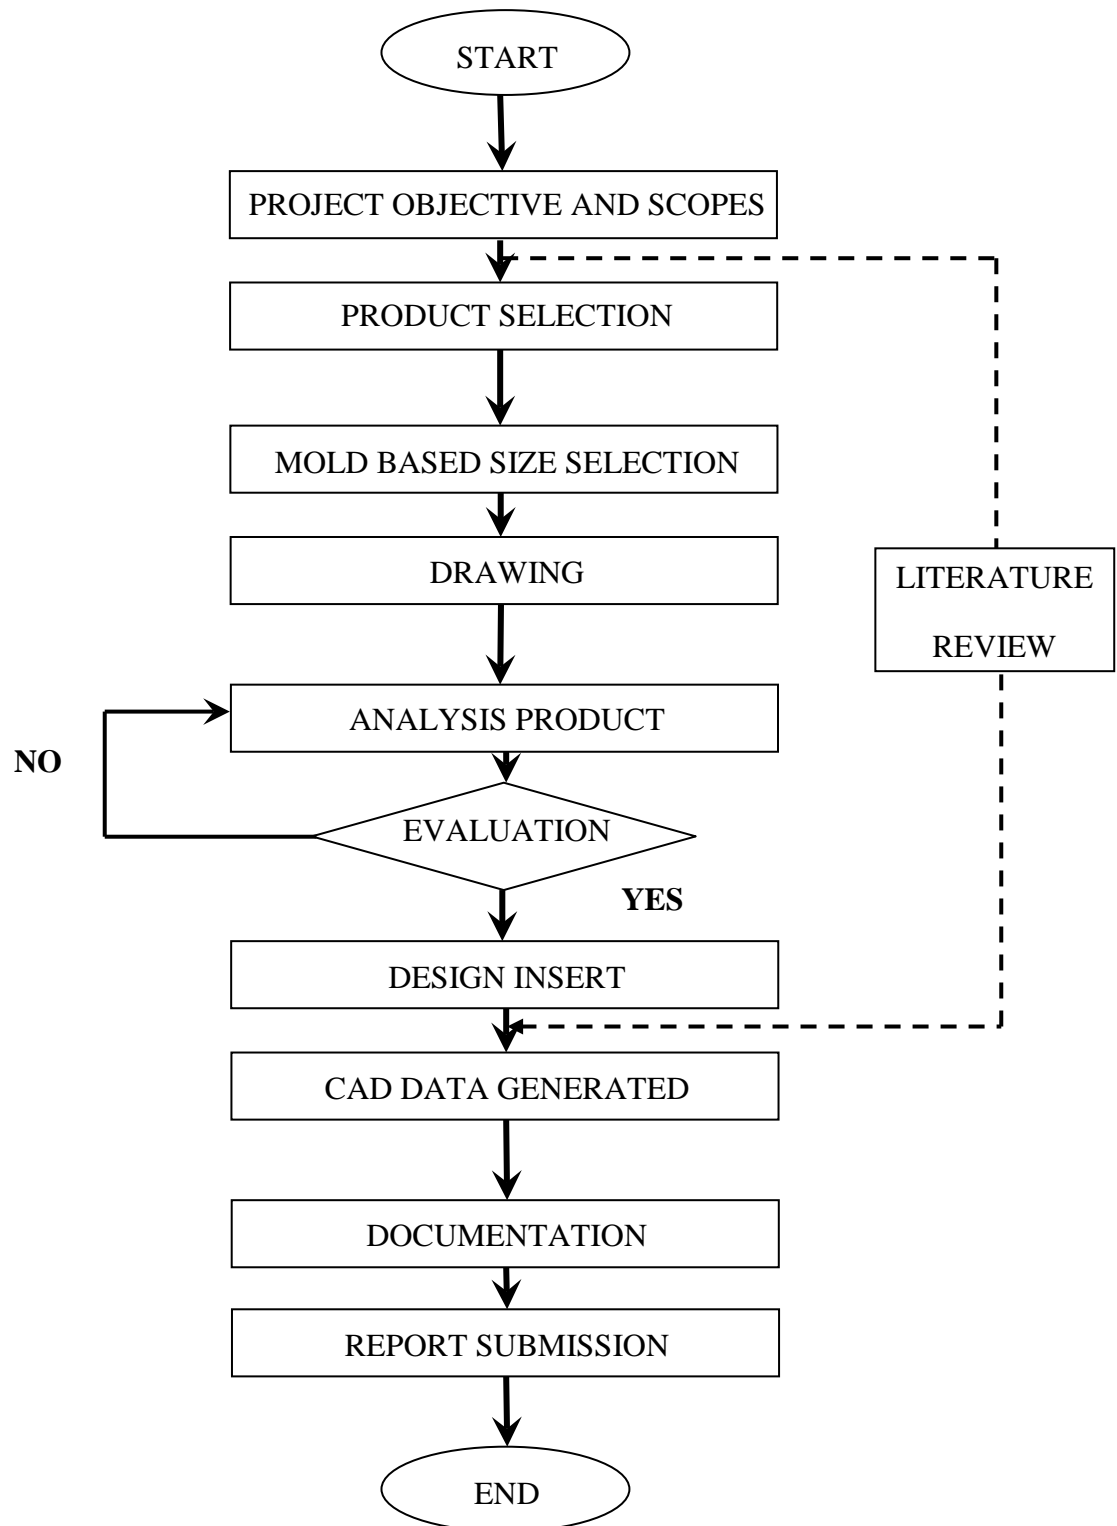 START
PROJECT OBJECTIVE AND SCOPES
PRODUCT SELECTION
MOLD BASED SIZE SELECTION
DRAWING
LITERATURE
REVIEW
ANALYSIS PRODUCT
NO
EVALUATION
YES
DESIGN INSERT
CAD DATA GENERATED
DOCUMENTATION
REPORT SUBMISSION
END